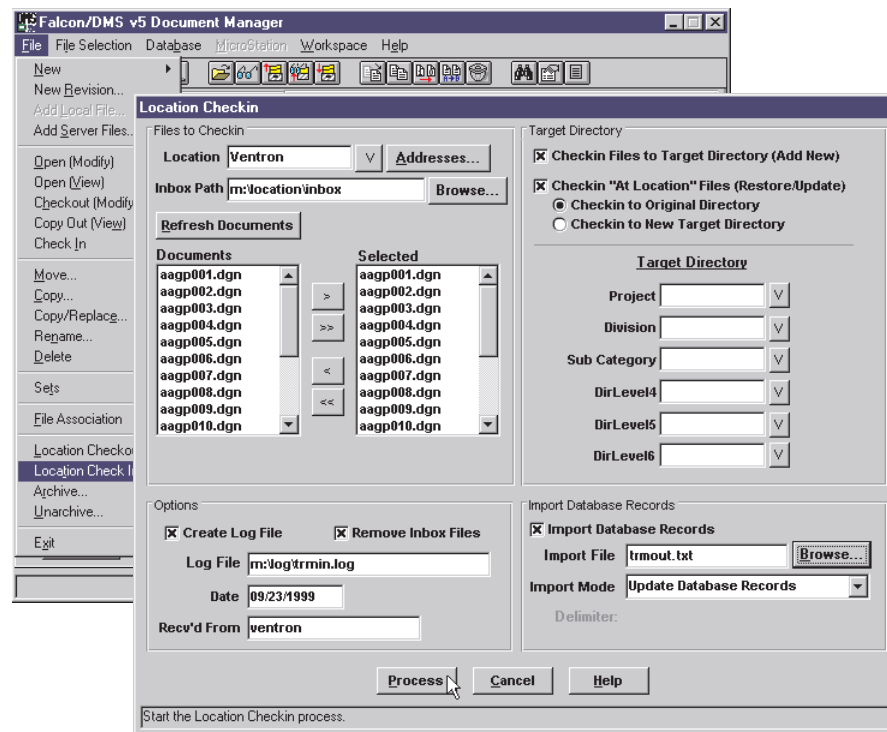 Falcon/DMS v5 Document Manager
File File Selection Database MicroStation Workspace Help
New
New Revision...
Add Local File...
Add Server Files..
Open (Modify)
Open (View)
Checkout (Modify
Copy Out (View)
Check In
Move...
Copy...
Copy/Replace...
Rename...
Delete
Sets
File Association
Location Checko
Location Check I
Archive...
Unarchive...
Exit
Location Checkin
Files to Checkin
Location Ventron V Addresses...
Inbox Path m:\location\inbox Browse...
Refresh Documents
Documents Selected
aagp001.dgn > aagp001.dgn
aagp002.dgn aagp002.dgn
aagp003.dgn aagp003.dgn
aagp004.dgn >> aagp004.dgn
aagp005.dgn aagp005.dgn
aagp006.dgn < aagp006.dgn
aagp007.dgn aagp007.dgn
aagp008.dgn << aagp008.dgn
aagp009.dgn aagp009.dgn
aagp010.dgn aagp010.dgn
Target Directory
Checkin Files to Target Directory (Add New)
Checkin "At Location" Files (Restore/Update)
Checkin to Original Directory
Checkin to New Target Directory
Target Directory
Project V
Division V
Sub Category V
DirLevel4 V
DirLevel5 V
DirLevel6 V
Options
Create Log File Remove Inbox Files
Log File m:\log\trmin.log
Date 09/23/1999
Recv'd From ventron
Import Database Records
Import Database Records
Import File trmout.txt Browse...
Import Mode Update Database Records
Delimiter:
Process Cancel Help
Start the Location Checkin process.